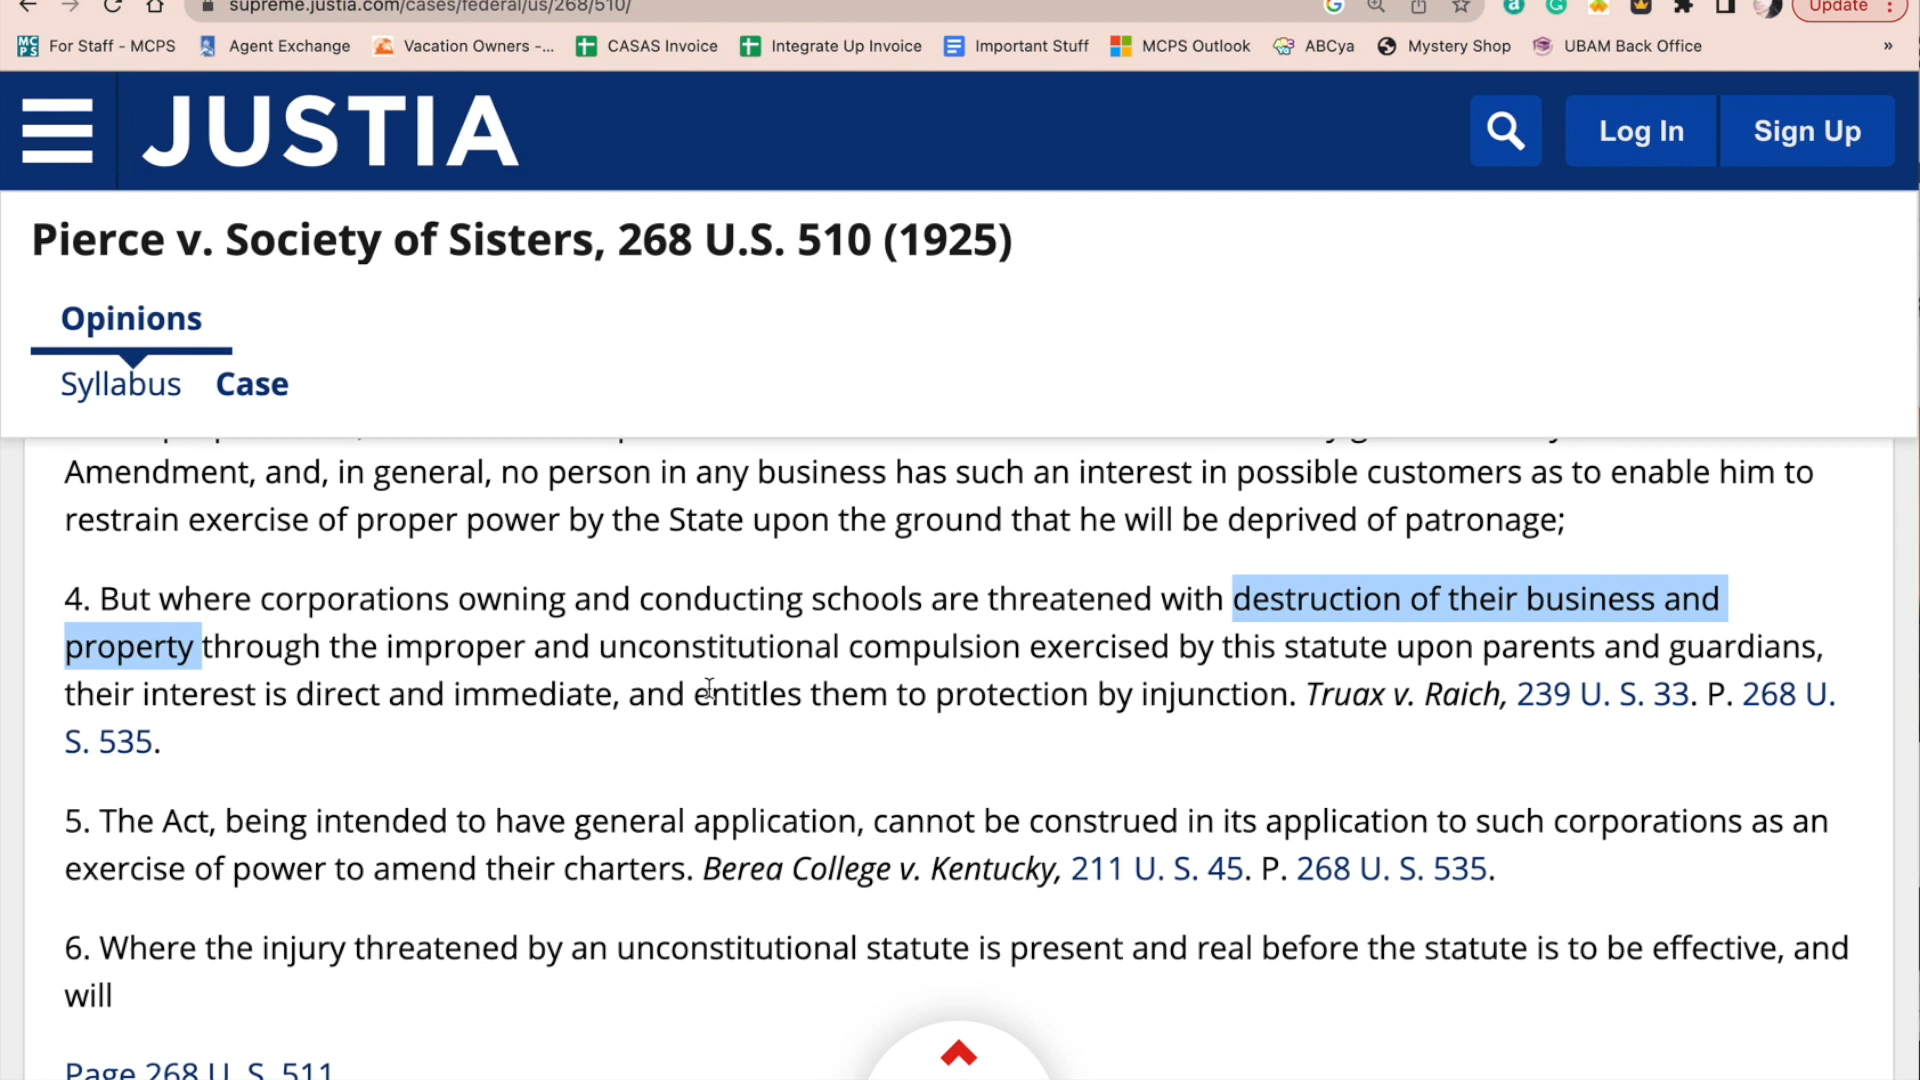 supreme.justia.com/cases/federal/us/268/510/
Update
For Staff - MCPS Agent Exchange Vacation Owners -... CASAS Invoice Integrate Up Invoice Important Stuff MCPS Outlook ABCya Mystery Shop UBAM Back Office »
JUSTIA
Log In Sign Up
Pierce v. Society of Sisters, 268 U.S. 510 (1925)
Opinions
Syllabus Case
Amendment, and, in general, no person in any business has such an interest in possible customers as to enable him to
restrain exercise of proper power by the State upon the ground that he will be deprived of patronage;
4. But where corporations owning and conducting schools are threatened with destruction of their business and
property through the improper and unconstitutional compulsion exercised by this statute upon parents and guardians,
their interest is direct and immediate, and entitles them to protection by injunction. Truax v. Raich, 239 U. S. 33. P. 268 U.
S. 535.
5. The Act, being intended to have general application, cannot be construed in its application to such corporations as an
exercise of power to amend their charters. Berea College v. Kentucky, 211 U. S. 45. P. 268 U. S. 535.
6. Where the injury threatened by an unconstitutional statute is present and real before the statute is to be effective, and
will
Page 268 U. S. 511